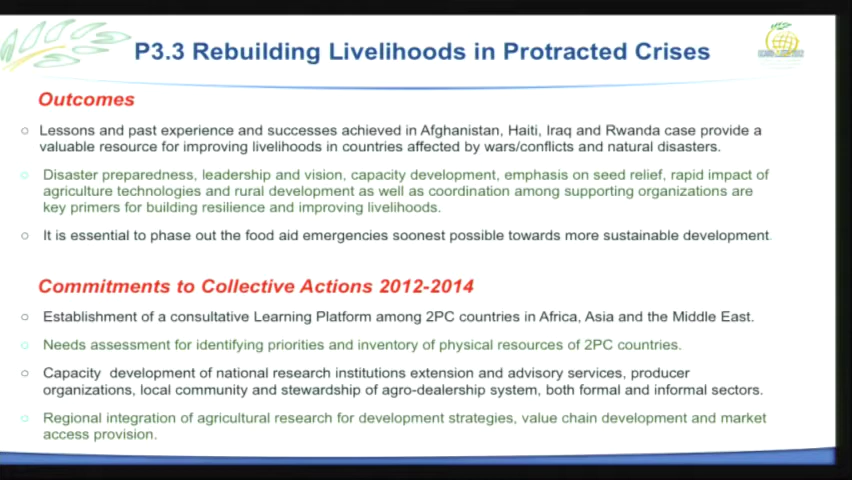 P3.3 Rebuilding Livelihoods in Protracted Crises
Outcomes
○ Lessons and past experience and successes achieved in Afghanistan, Haiti, Iraq and Rwanda case provide a
valuable resource for improving livelihoods in countries affected by wars/conflicts and natural disasters.
○ Disaster preparedness, leadership and vision, capacity development, emphasis on seed relief, rapid impact of
agriculture technologies and rural development as well as coordination among supporting organizations are
key primers for building resilience and improving livelihoods.
○ It is essential to phase out the food aid emergencies soonest possible towards more sustainable development.
Commitments to Collective Actions 2012-2014
○ Establishment of a consultative Learning Platform among 2PC countries in Africa, Asia and the Middle East.
○ Needs assessment for identifying priorities and inventory of physical resources of 2PC countries.
○ Capacity development of national research institutions extension and advisory services, producer
organizations, local community and stewardship of agro-dealership system, both formal and informal sectors.
○ Regional integration of agricultural research for development strategies, value chain development and market
access provision.